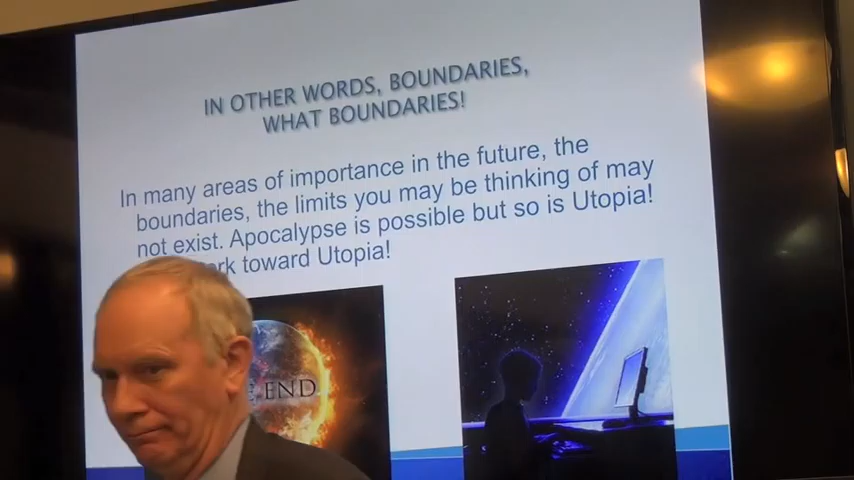 IN OTHER WORDS, BOUNDARIES,
WHAT BOUNDARIES!
In many areas of importance in the future, the
boundaries, the limits you may be thinking of may
not exist. Apocalypse is possible but so is Utopia!
toward Utopia!
END